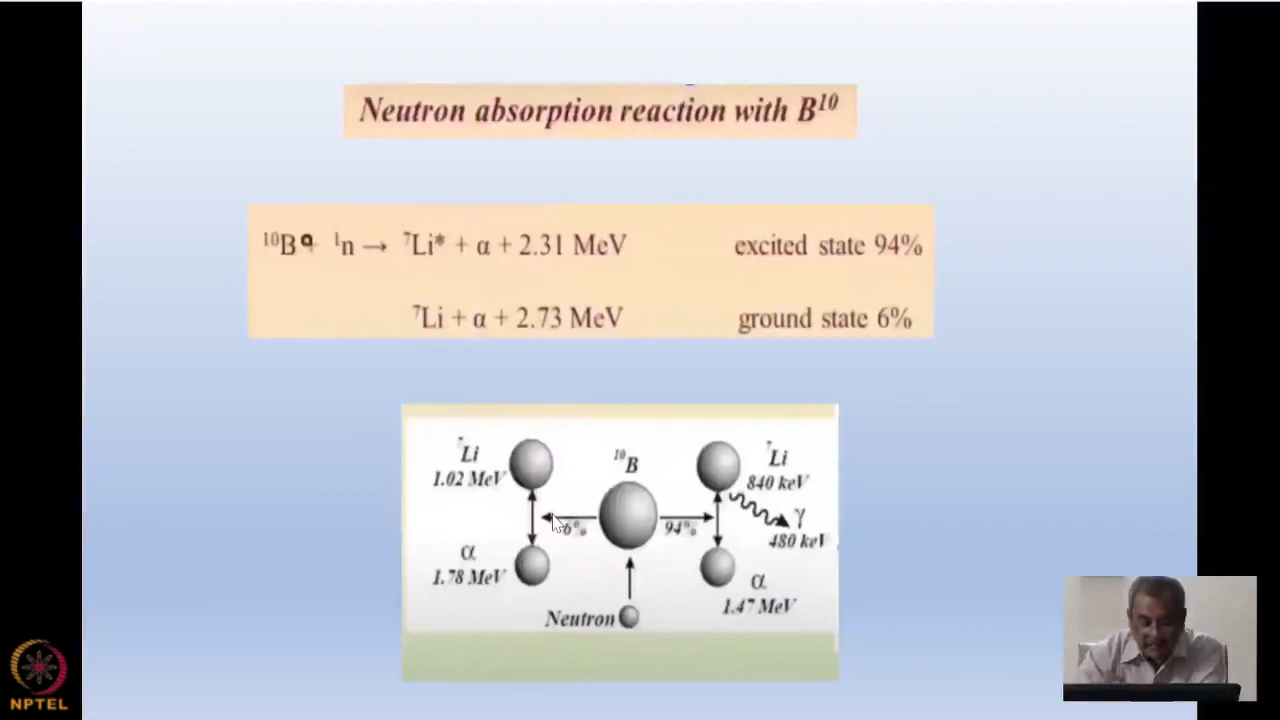 Neutron absorption reaction with B¹⁰
¹⁰B + ¹n → ⁷Li* + α + 2.31 MeV excited state 94%
⁷Li + α + 2.73 MeV ground state 6%
⁷Li
1.02 MeV
¹⁰B
⁷Li
840 keV
6%
94%
γ
480 keV
α
1.78 MeV
α
1.47 MeV
Neutron
NPTEL